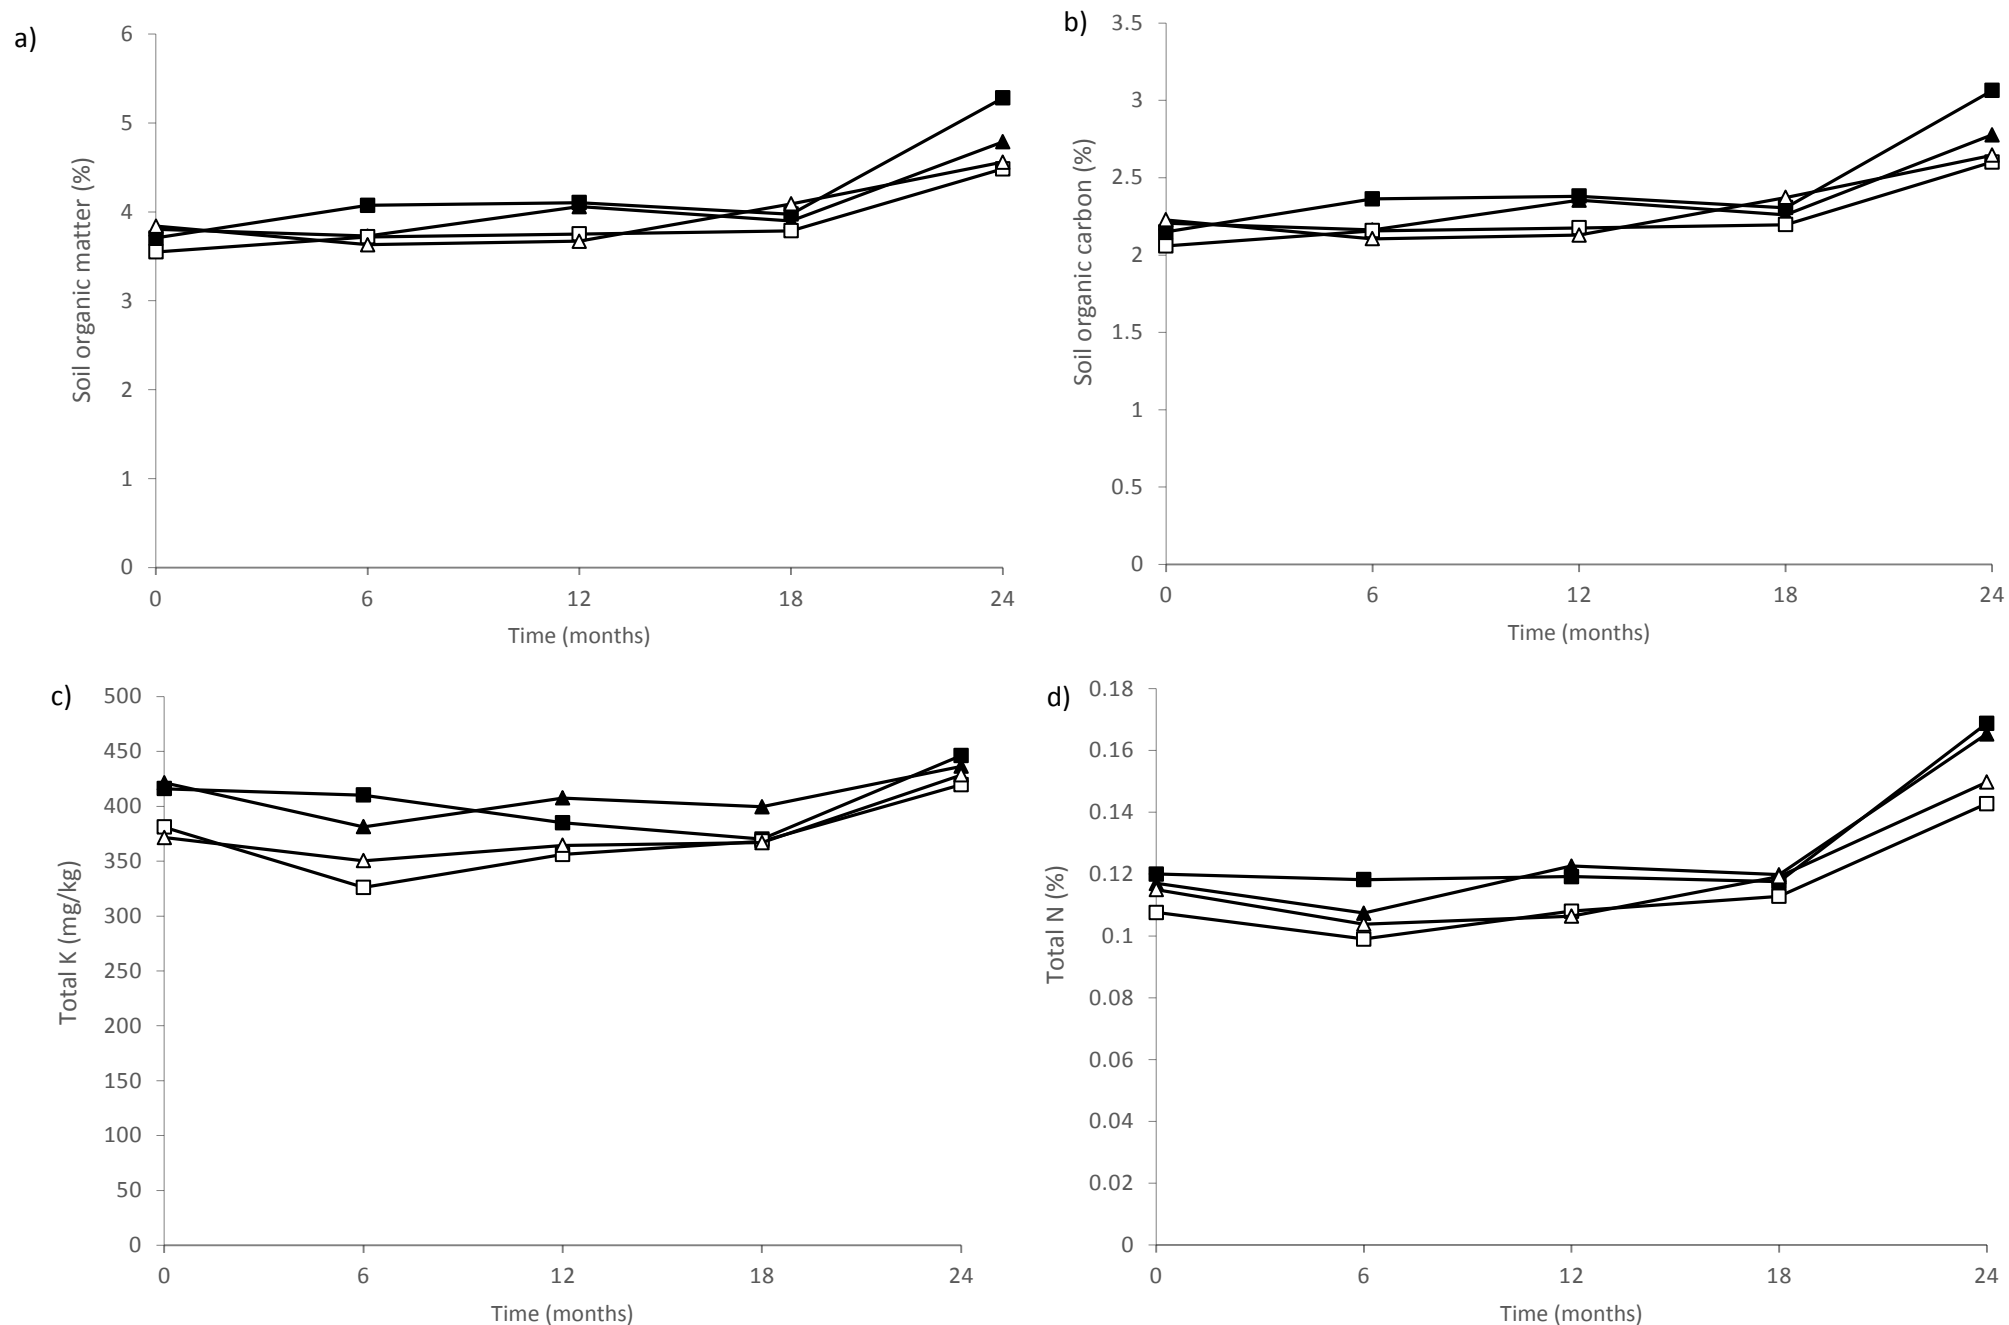 a)
Soil organic matter (%)
6
5
4
3
2
1
0
0 6 12 18 24
Time (months)
b)
Soil organic carbon (%)
3.5
3
2.5
2
1.5
1
0.5
0
0 6 12 18 24
Time (months)
c)
Total K (mg/kg)
500
450
400
350
300
250
200
150
100
50
0
0 6 12 18 24
Time (months)
d)
Total N (%)
0.18
0.16
0.14
0.12
0.1
0.08
0.06
0.04
0.02
0
0 6 12 18 24
Time (months)